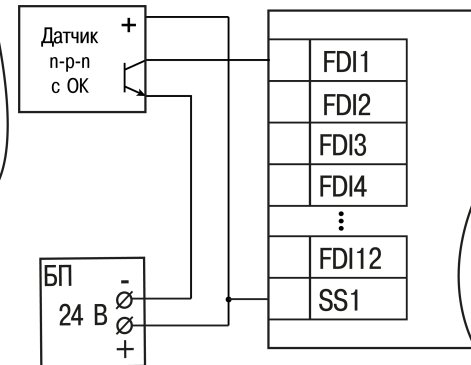 Датчик
n-p-n
с ОК
+
FDI1
FDI2
FDI3
FDI4
FDI12
SS1
БП
24 В
-
+